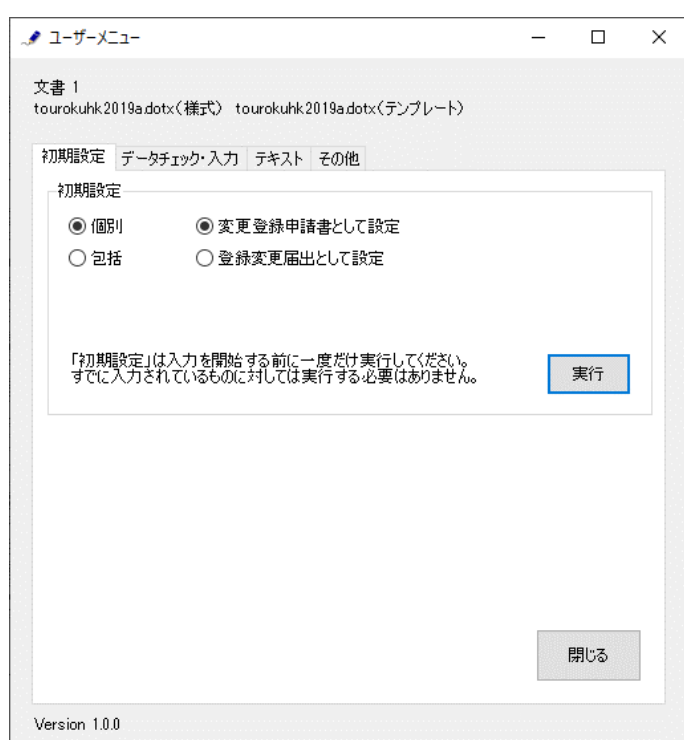 ユーザーメニュー
文書 1
tourokuhk2019a.dotx(様式) tourokuhk2019a.dotx(テンプレート)
初期設定 データチェック・入力 テキスト その他
初期設定
個別 変更登録申請書として設定
包括 登録変更届出として設定
「初期設定」は入力を開始する前に一度だけ実行してください。
すでに入力されているものに対しては実行する必要はありません。
実行
閉じる
Version 1.0.0